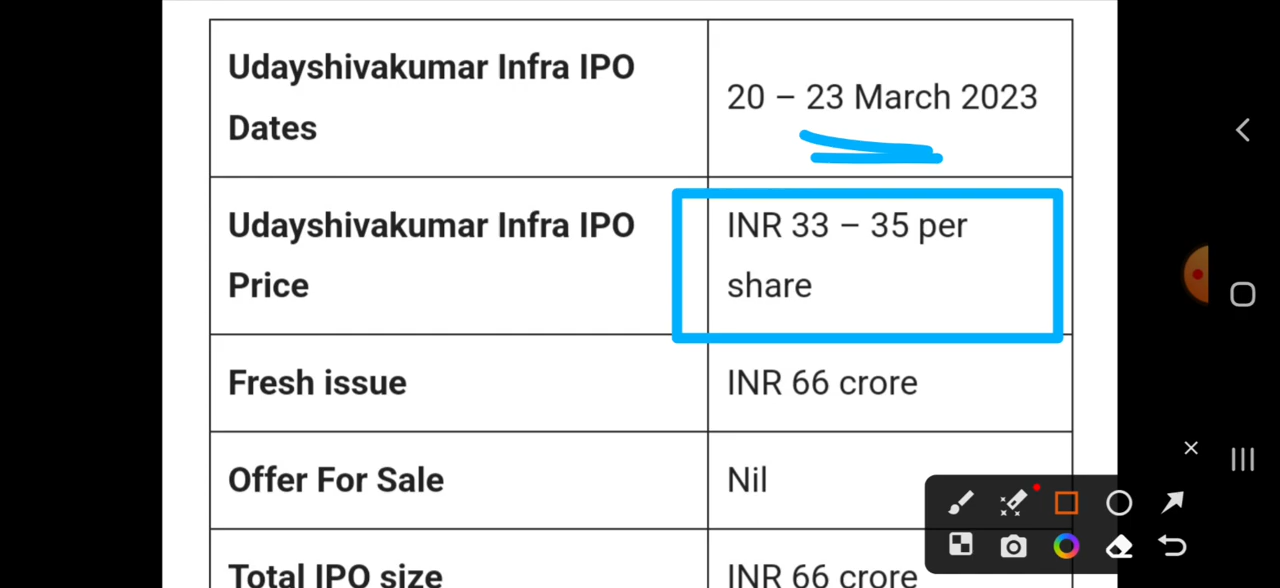 Udayshivakumar Infra IPO
Dates
20 – 23 March 2023
Udayshivakumar Infra IPO
Price
INR 33 – 35 per
share
Fresh issue
INR 66 crore
Offer For Sale
Nil
Total IPO size
INR 66 crore